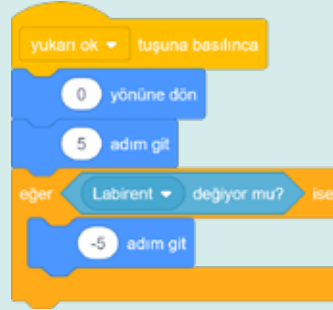 yukarı ok tuşuna basılınca
0 yönüne dön
5 adım git
eğer Labirent değiyor mu? ise
-5 adım git